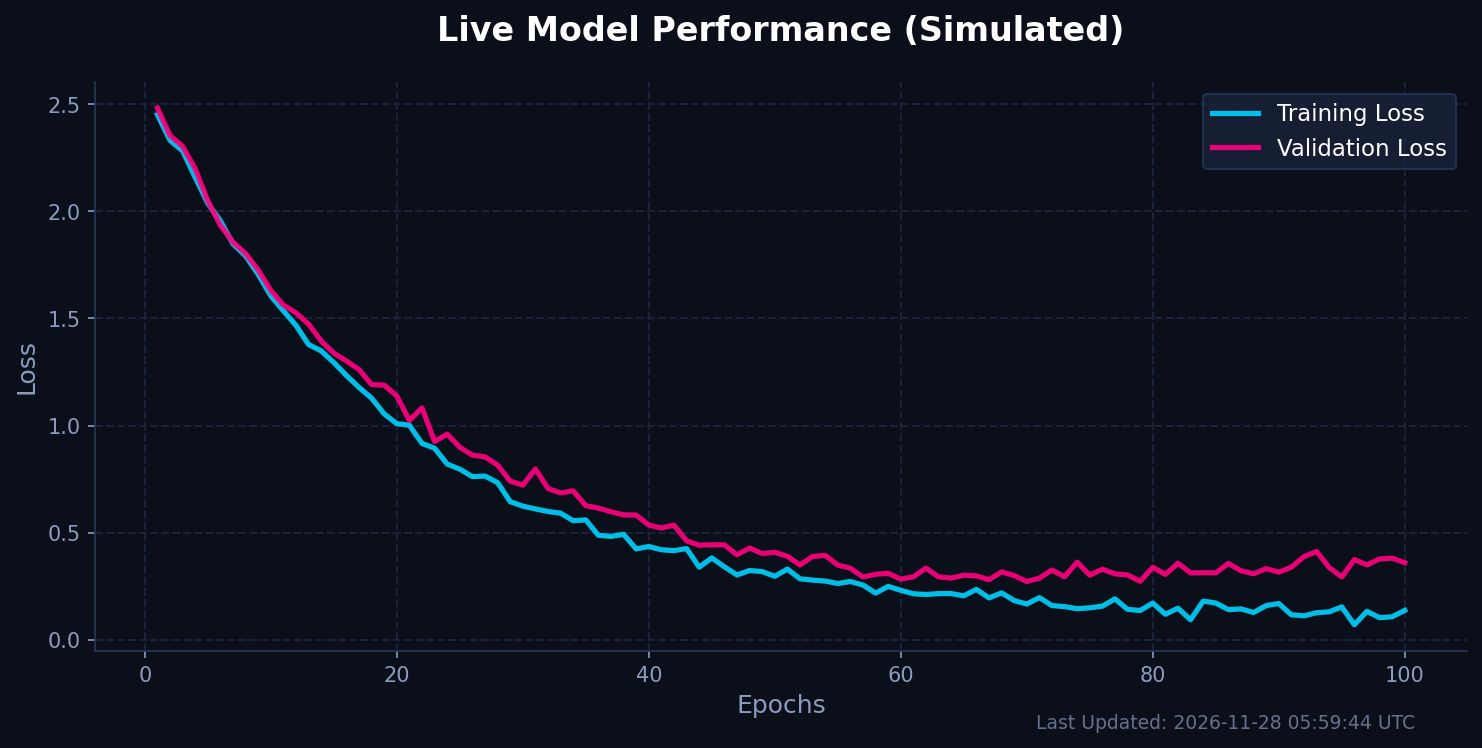 Live Model Performance (Simulated)
Training Loss
Validation Loss
2.5
2.0
1.5
1.0
0.5
0.0
Loss
0 20 40 60 80 100
Epochs
Last Updated: 2026-11-28 05:59:44 UTC